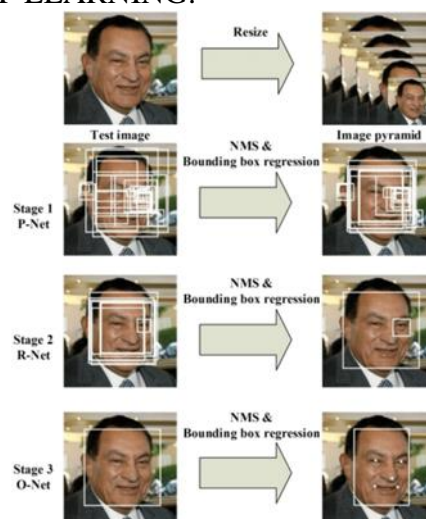 P LEARNING.
Resize
Test image
Image pyramid
NMS &
Bounding box regression
Stage 1
P-Net
NMS &
Bounding box regression
Stage 2
R-Net
NMS &
Bounding box regression
Stage 3
O-Net